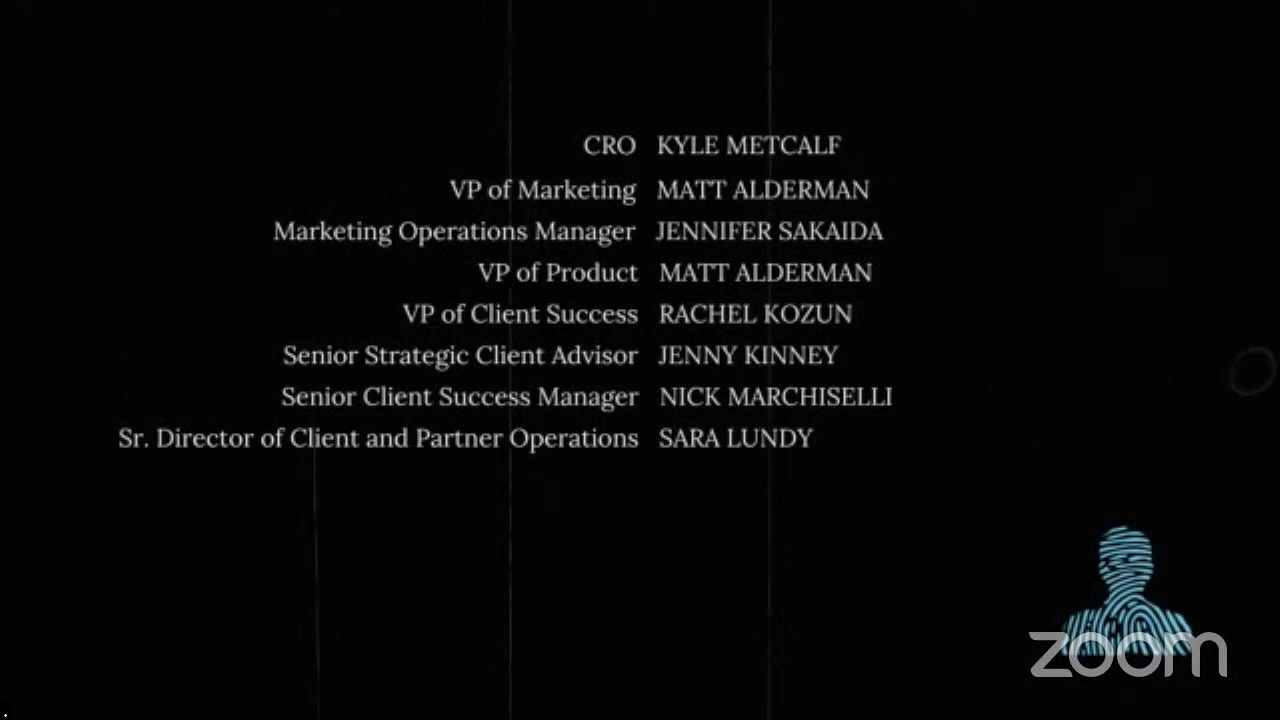 CRO KYLE METCALF
VP of Marketing MATT ALDERMAN
Marketing Operations Manager JENNIFER SAKAIDA
VP of Product MATT ALDERMAN
VP of Client Success RACHEL KOZUN
Senior Strategic Client Advisor JENNY KINNEY
Senior Client Success Manager NICK MARCHISELLI
Sr. Director of Client and Partner Operations SARA LUNDY
zoom